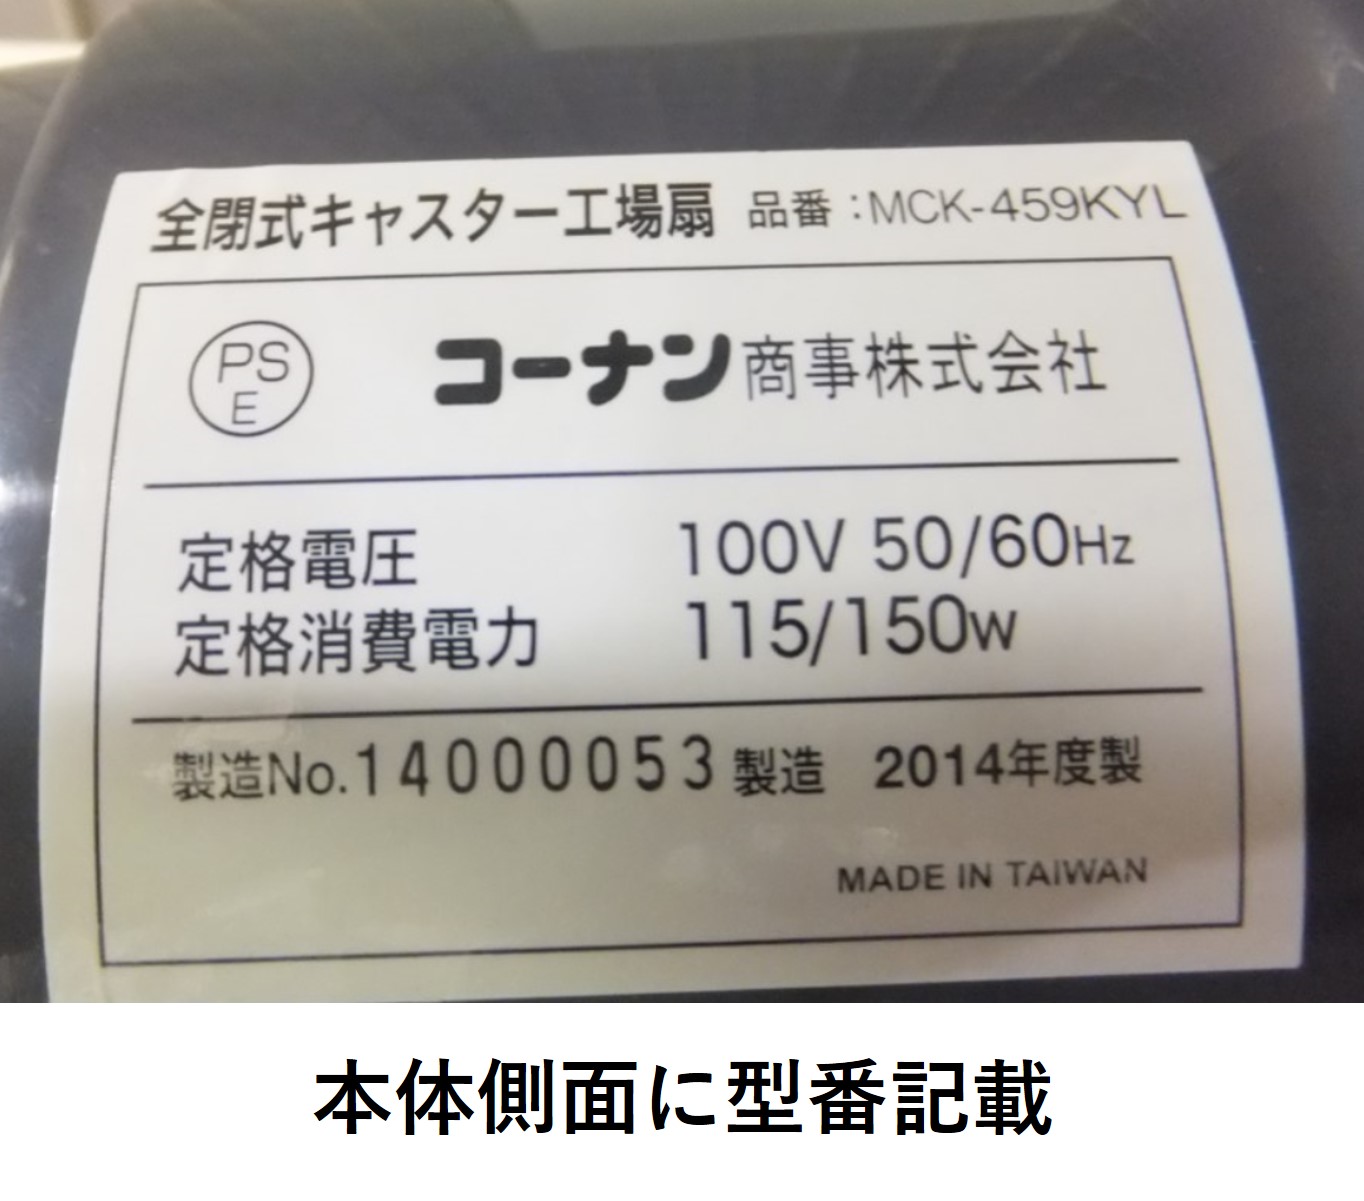 全閉式キャスター工場扇 品番:MCK-459KYL
PS
E
コーナン商事株式会社
定格電圧 100V 50/60Hz
定格消費電力 115/150W
製造No.14000053 製造 2014年度製
MADE IN TAIWAN
本体側面に型番記載